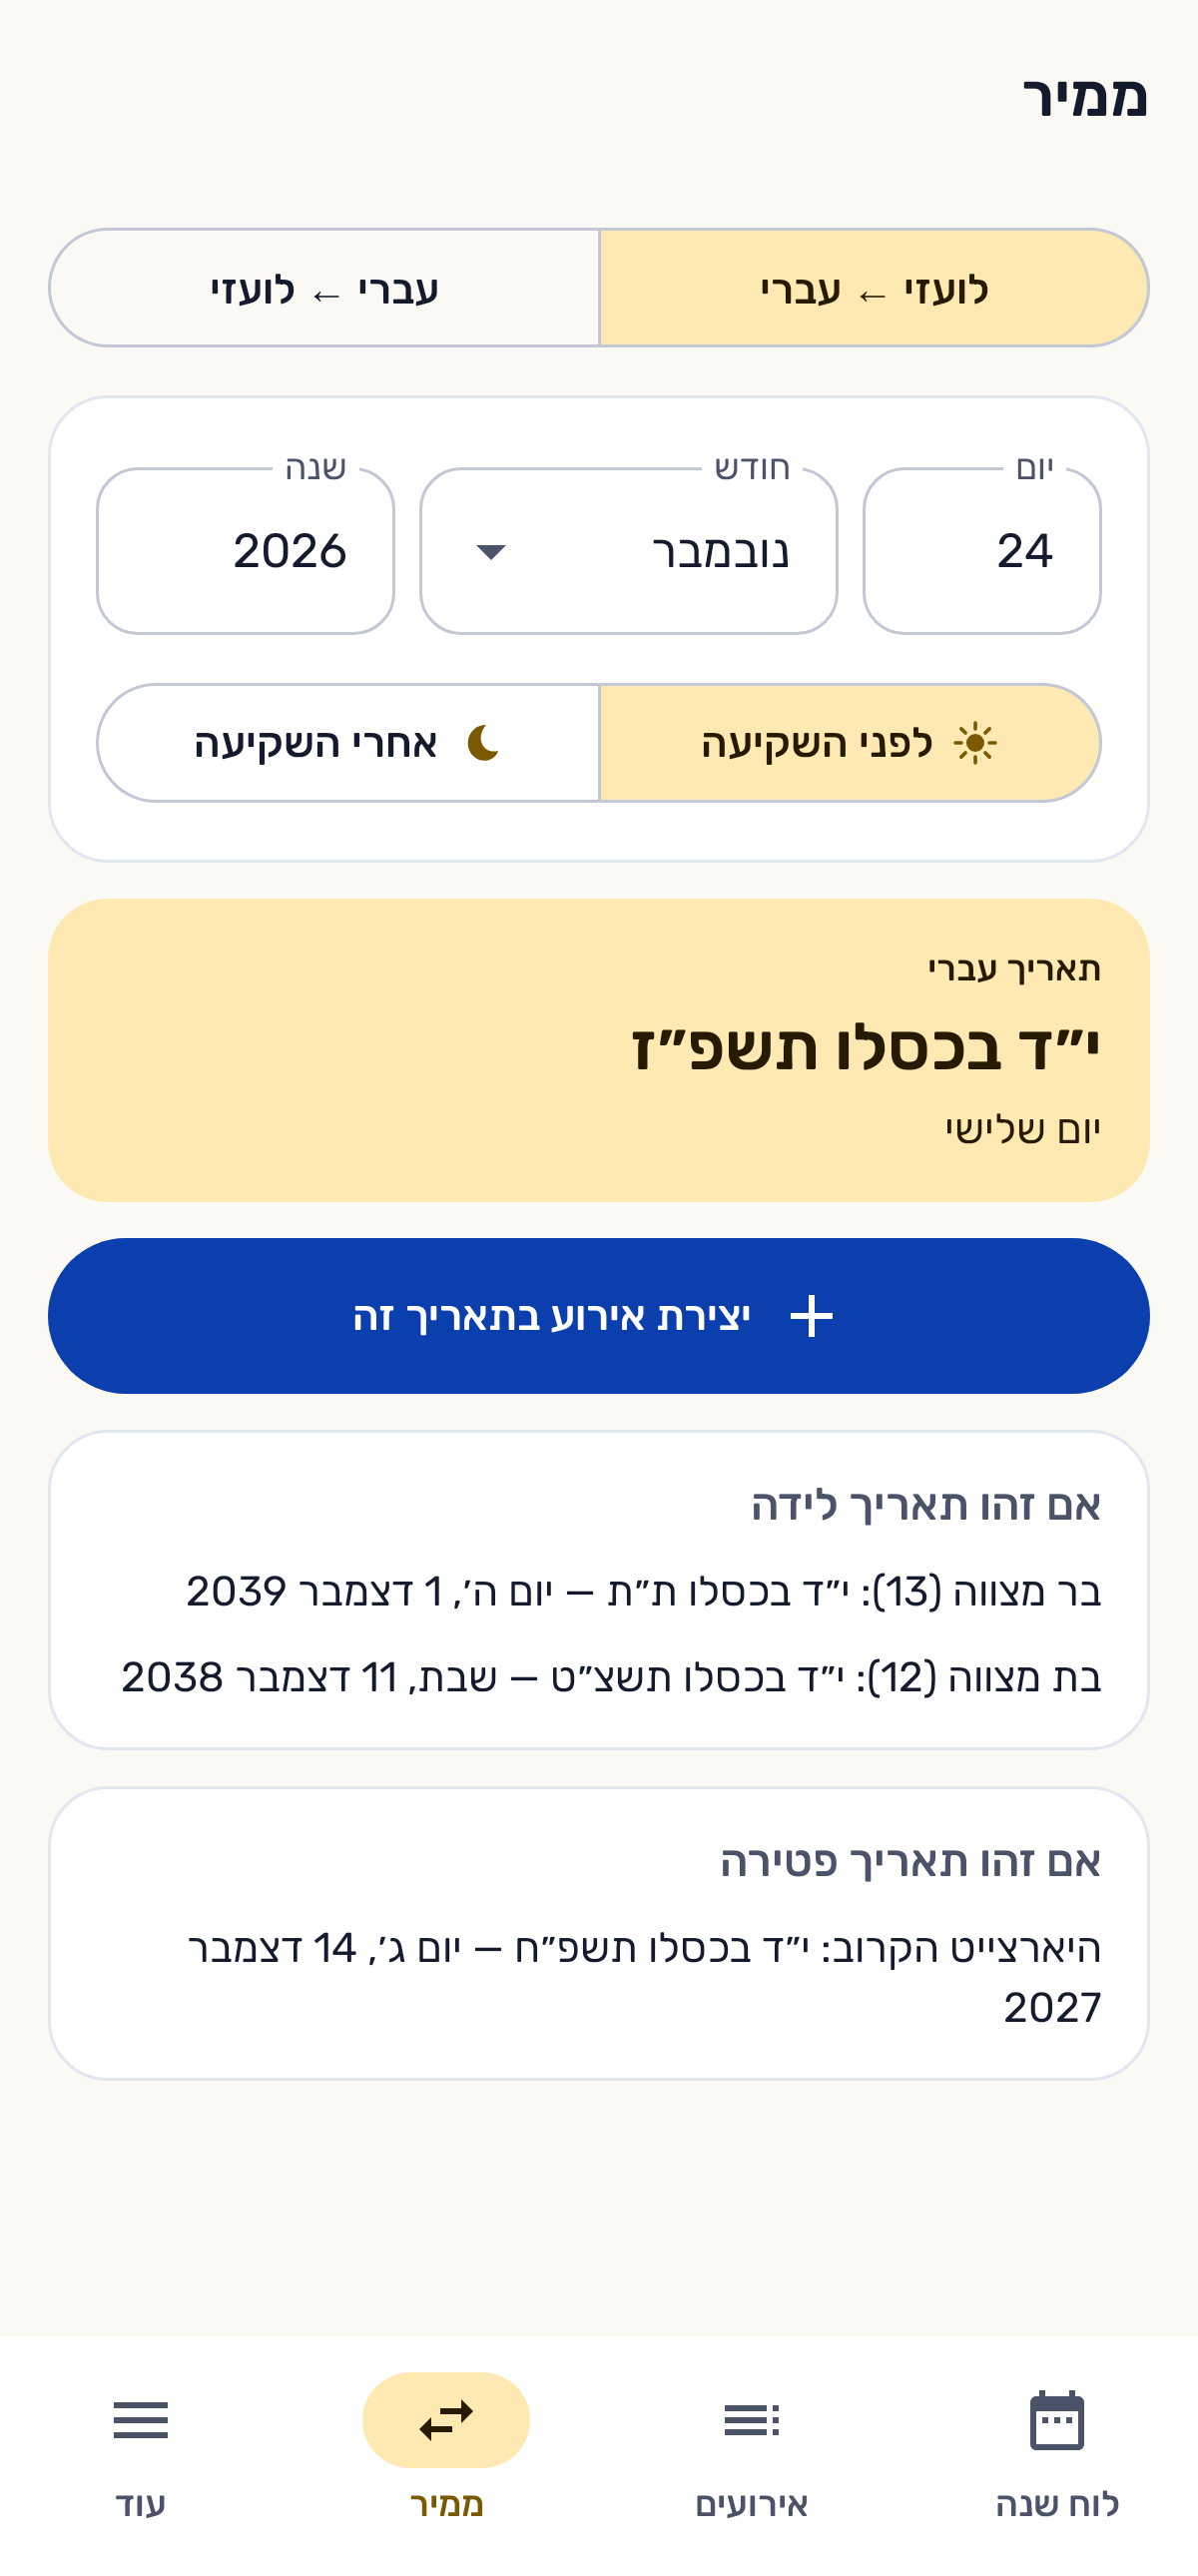 ממיר
לועזי ← עברי
עברי ← לועזי
יום
24
חודש
נובמבר
שנה
2026
לפני השקיעה
אחרי השקיעה
תאריך עברי
י״ד בכסלו תשפ״ז
יום שלישי
יצירת אירוע בתאריך זה
אם זהו תאריך לידה
בר מצווה (13): י״ד בכסלו ת״ת – יום ה׳, 1 דצמבר 2039
בת מצווה (12): י״ד בכסלו תשצ״ט – שבת, 11 דצמבר 2038
אם זהו תאריך פטירה
היארצייט הקרוב: י״ד בכסלו תשפ״ח – יום ג׳, 14 דצמבר
2027
לוח שנה
אירועים
ממיר
עוד